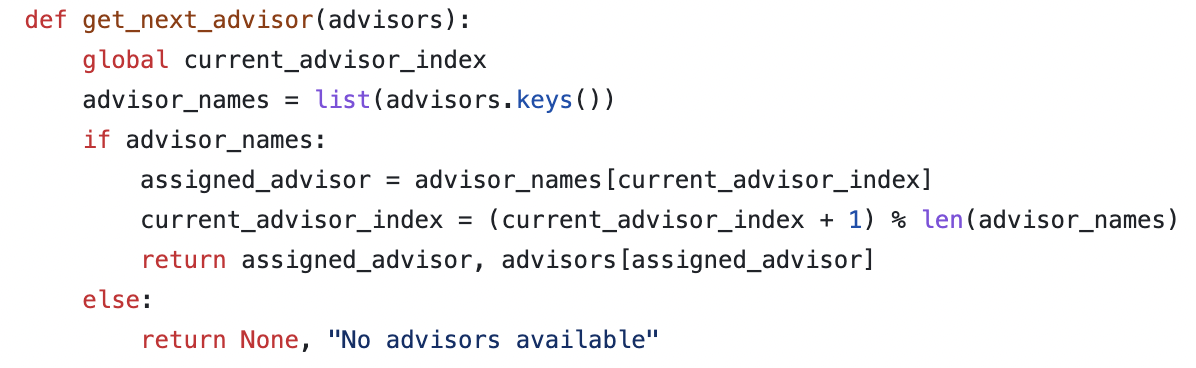 def get_next_advisor(advisors):
    global current_advisor_index
    advisor_names = list(advisors.keys())
    if advisor_names:
        assigned_advisor = advisor_names[current_advisor_index]
        current_advisor_index = (current_advisor_index + 1) % len(advisor_names)
        return assigned_advisor, advisors[assigned_advisor]
    else:
        return None, "No advisors available"